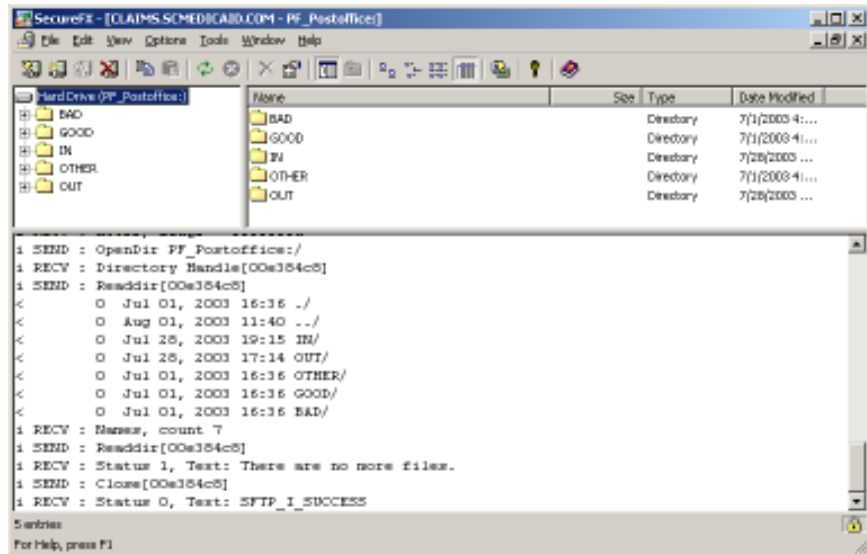 SecureFX - [CLAIMS.SCMEDICAID.COM - PF_Postoffice:]
File Edit View Options Tools Window Help
Hard Drive (PF_Postoffice:)
BAD
GOOD
IN
OTHER
OUT
Name Size Type Date Modified
BAD Directory 7/1/2003 4:...
GOOD Directory 7/1/2003 4:...
IN Directory 7/28/2003 ...
OTHER Directory 7/1/2003 4:...
OUT Directory 7/28/2003 ...
i SEND : OpenDir PF_Postoffice:/
i RECV : Directory Handle[00e384c8]
i SEND : Readdir[00e384c8]
< 0 Jul 01, 2003 16:36 ./
< 0 Aug 01, 2003 11:40 ../
< 0 Jul 28, 2003 19:15 IN/
< 0 Jul 28, 2003 17:14 OUT/
< 0 Jul 01, 2003 16:36 OTHER/
< 0 Jul 01, 2003 16:36 GOOD/
< 0 Jul 01, 2003 16:36 BAD/
i RECV : Names, count 7
i SEND : Readdir[00e384c8]
i RECV : Status 1, Text: There are no more files.
i SEND : Close[00e384c8]
i RECV : Status 0, Text: SFTP_I_SUCCESS
5 entries
For Help, press F1